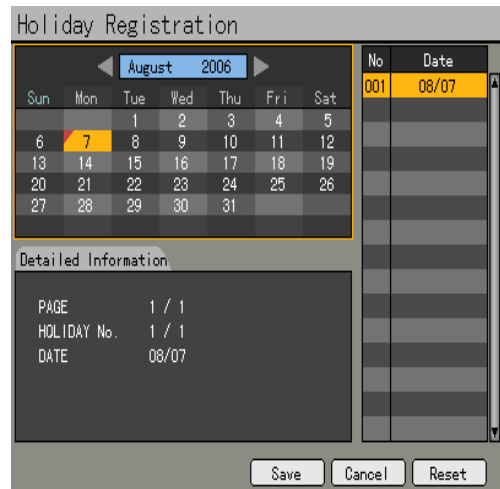 Holiday Registration
August 2006
Sun Mon Tue Wed Thu Fri Sat
1 2 3 4 5
6 7 8 9 10 11 12
13 14 15 16 17 18 19
20 21 22 23 24 25 26
27 28 29 30 31
No Date
001 08/07
Detailed Information
PAGE 1 / 1
HOLIDAY No. 1 / 1
DATE 08/07
Save Cancel Reset